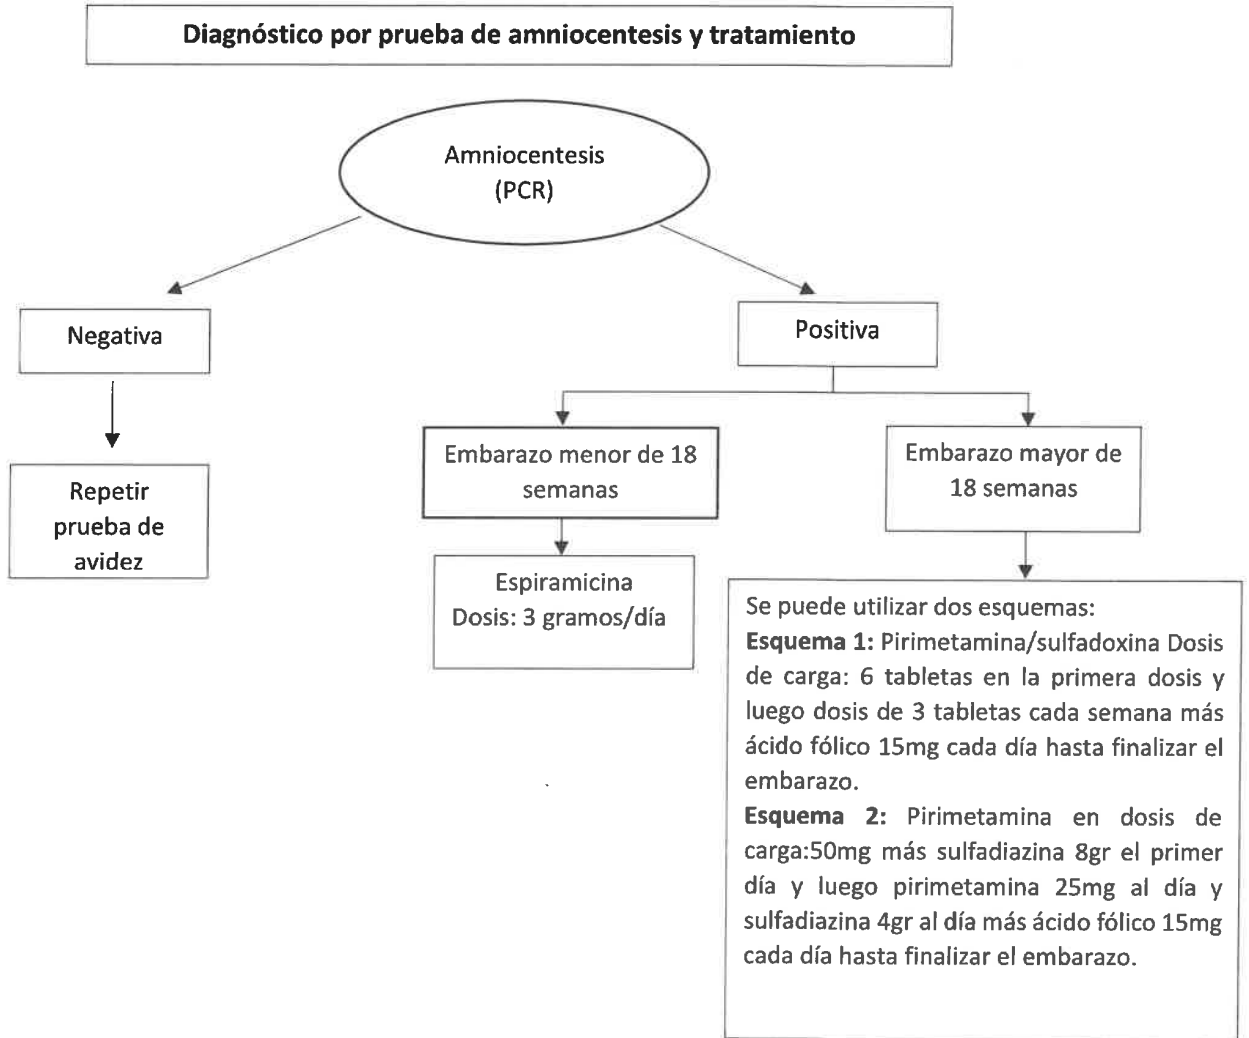 Diagnóstico por prueba de amniocentesis y tratamiento
Amniocentesis
(PCR)
Negativa
Positiva
Repetir
prueba de
avidez
Embarazo menor de 18
semanas
Embarazo mayor de
18 semanas
Espiramicina
Dosis: 3 gramos/día
Se puede utilizar dos esquemas:
Esquema 1: Pirimetamina/sulfadoxina Dosis
de carga: 6 tabletas en la primera dosis y
luego dosis de 3 tabletas cada semana más
ácido fólico 15mg cada día hasta finalizar el
embarazo.
Esquema 2: Pirimetamina en dosis de
carga:50mg más sulfadiazina 8gr el primer
día y luego pirimetamina 25mg al día y
sulfadiazina 4gr al día más ácido fólico 15mg
cada día hasta finalizar el embarazo.